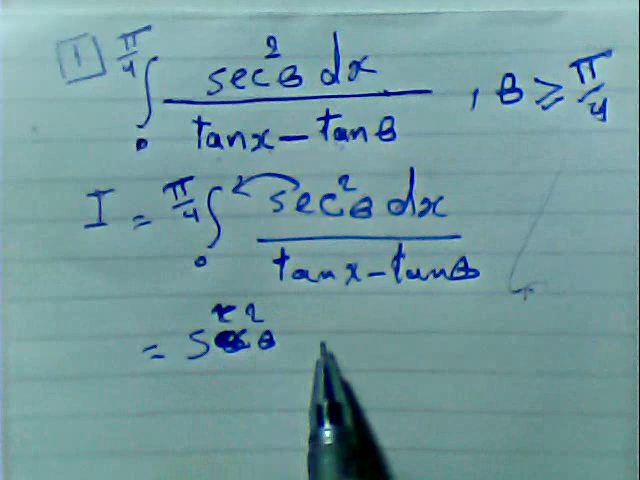 1 ∫₀^(π/4) sec²θ dx / (tanx − tanθ) , θ ≥ π/4
I = ∫₀^(π/4) sec²θ dx / (tanx − tanθ)
= sec²θ